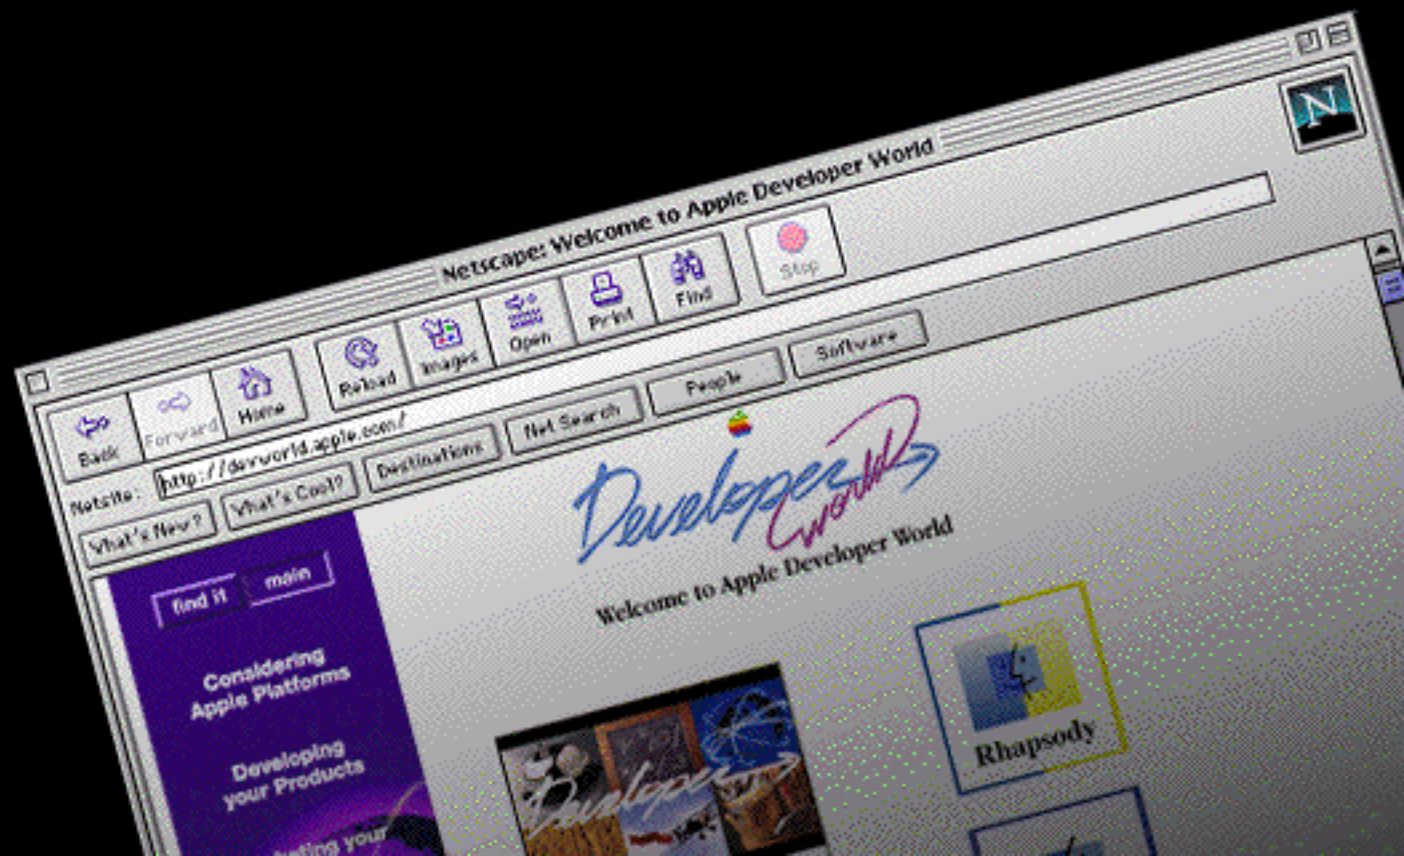 Netscape: Welcome to Apple Developer World
N
Back Forward Home Reload Images Open Print Find Stop
Netsite: http://devworld.apple.com/
What's New? What's Cool? Destinations Net Search People Software
find it main
Developer World
Welcome to Apple Developer World
Considering
Apple Platforms
Developing
your Products
your
Developer
Rhapsody